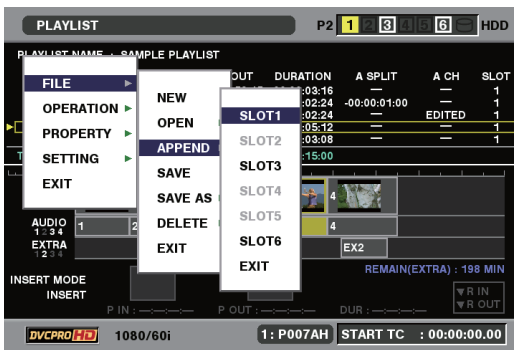 PLAYLIST P2 1 2 3 4 5 6 HDD
PLAYLIST NAME : SAMPLE PLAYLIST
OUT DURATION A SPLIT A CH SLOT
:03:16 — — 1
:02:24 -00:00:01:00 — 1
:02:24 — EDITED 1
:05:12 — — 1
:03:08 — — 1
:15:00
FILE
OPERATION
PROPERTY
SETTING
EXIT
NEW
OPEN
APPEND
SAVE
SAVE AS
DELETE
EXIT
SLOT1
SLOT2
SLOT3
SLOT4
SLOT5
SLOT6
EXIT
4
AUDIO 1 2 4
1 2 3 4
EXTRA EX2
1 2 3 4
REMAIN(EXTRA) : 198 MIN
INSERT MODE
INSERT
R IN
R OUT
P IN : --:--:--:-- P OUT : --:--:--:-- DUR : --:--:--:--
DVCPRO HD 1080/60i 1: P007AH START TC : 00:00:00.00